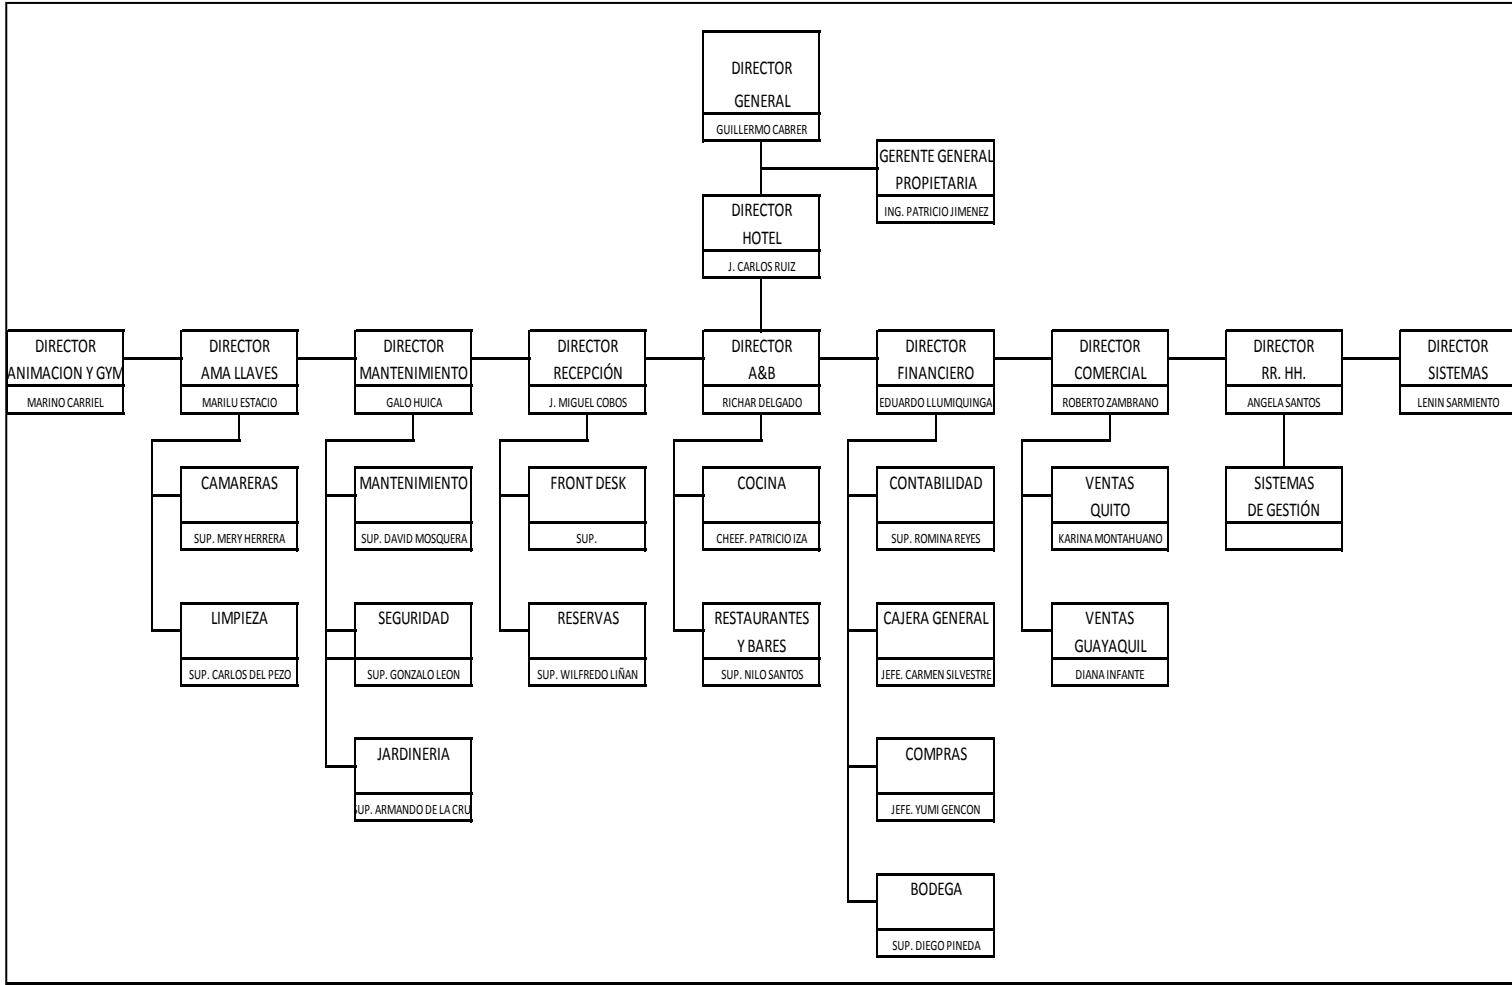 DIRECTOR
GENERAL
GUILLERMO CABRER
GERENTE GENERAL
PROPIETARIA
ING. PATRICIO JIMENEZ
DIRECTOR
HOTEL
J. CARLOS RUIZ
DIRECTOR
ANIMACION Y GYM
MARINO CARRIEL
DIRECTOR
AMA LLAVES
MARILU ESTACIO
DIRECTOR
MANTENIMIENTO
GALO HUICA
DIRECTOR
RECEPCIÓN
J. MIGUEL COBOS
DIRECTOR
A&B
RICHAR DELGADO
DIRECTOR
FINANCIERO
EDUARDO LLUMIQUINGA
DIRECTOR
COMERCIAL
ROBERTO ZAMBRANO
DIRECTOR
RR. HH.
ANGELA SANTOS
DIRECTOR
SISTEMAS
LENIN SARMIENTO
CAMARERAS
SUP. MERY HERRERA
MANTENIMIENTO
SUP. DAVID MOSQUERA
FRONT DESK
SUP.
COCINA
CHEEF. PATRICIO IZA
CONTABILIDAD
SUP. ROMINA REYES
VENTAS
QUITO
KARINA MONTAHUANO
SISTEMAS
DE GESTIÓN
LIMPIEZA
SUP. CARLOS DEL PEZO
SEGURIDAD
SUP. GONZALO LEON
RESERVAS
SUP. WILFREDO LIÑAN
RESTAURANTES
Y BARES
SUP. NILO SANTOS
CAJERA GENERAL
JEFE. CARMEN SILVESTRE
VENTAS
GUAYAQUIL
DIANA INFANTE
JARDINERIA
SUP. ARMANDO DE LA CRU
COMPRAS
JEFE. YUMI GENCON
BODEGA
SUP. DIEGO PINEDA